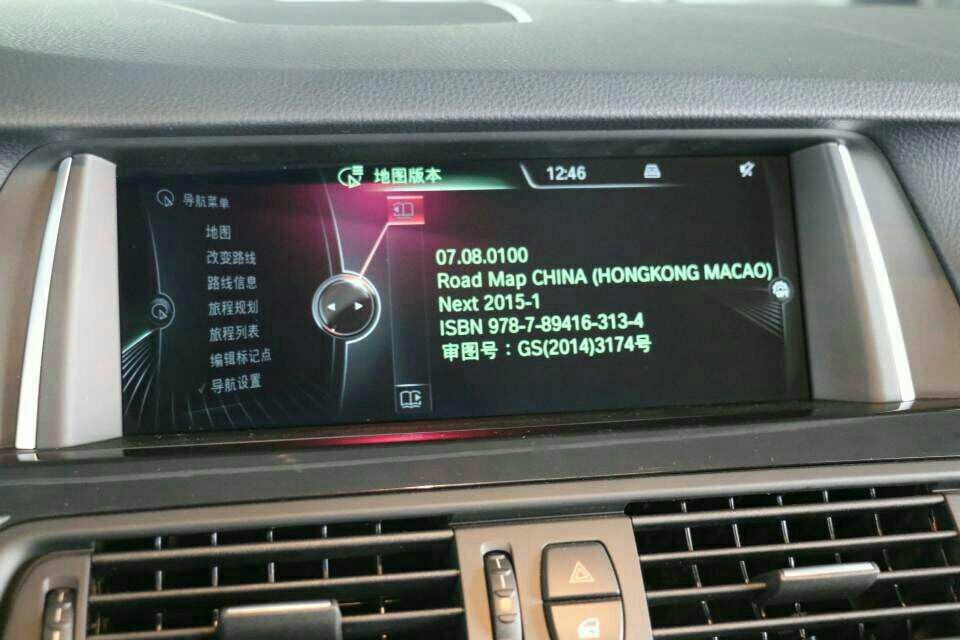 地图版本
12:46
导航菜单
地图
改变路线
路线信息
旅程规划
旅程列表
编辑标记点
导航设置
07.08.0100
Road Map CHINA (HONGKONG MACAO)
Next 2015-1
ISBN 978-7-89416-313-4
审图号：GS(2014)3174号